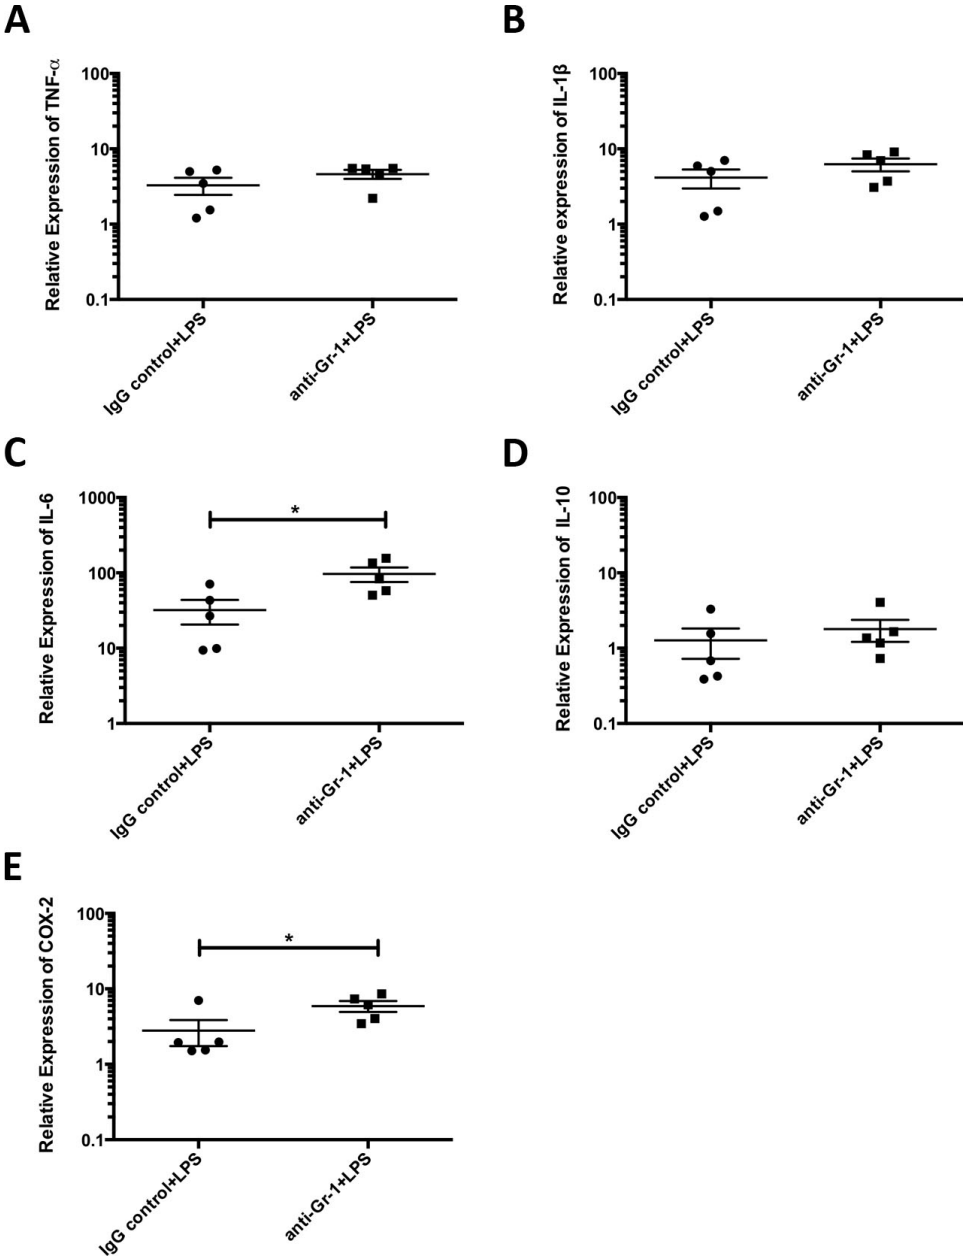 A
Relative Expression of TNF-α
100
10
1
0.1
IgG control+LPS
anti-Gr-1+LPS
B
Relative expression of IL-1β
100
10
1
0.1
IgG control+LPS
anti-Gr-1+LPS
C
Relative Expression of IL-6
1000
100
10
1
*
IgG control+LPS
anti-Gr-1+LPS
D
Relative Expression of IL-10
100
10
1
0.1
IgG control+LPS
anti-Gr-1+LPS
E
Relative Expression of COX-2
100
10
1
0.1
*
IgG control+LPS
anti-Gr-1+LPS